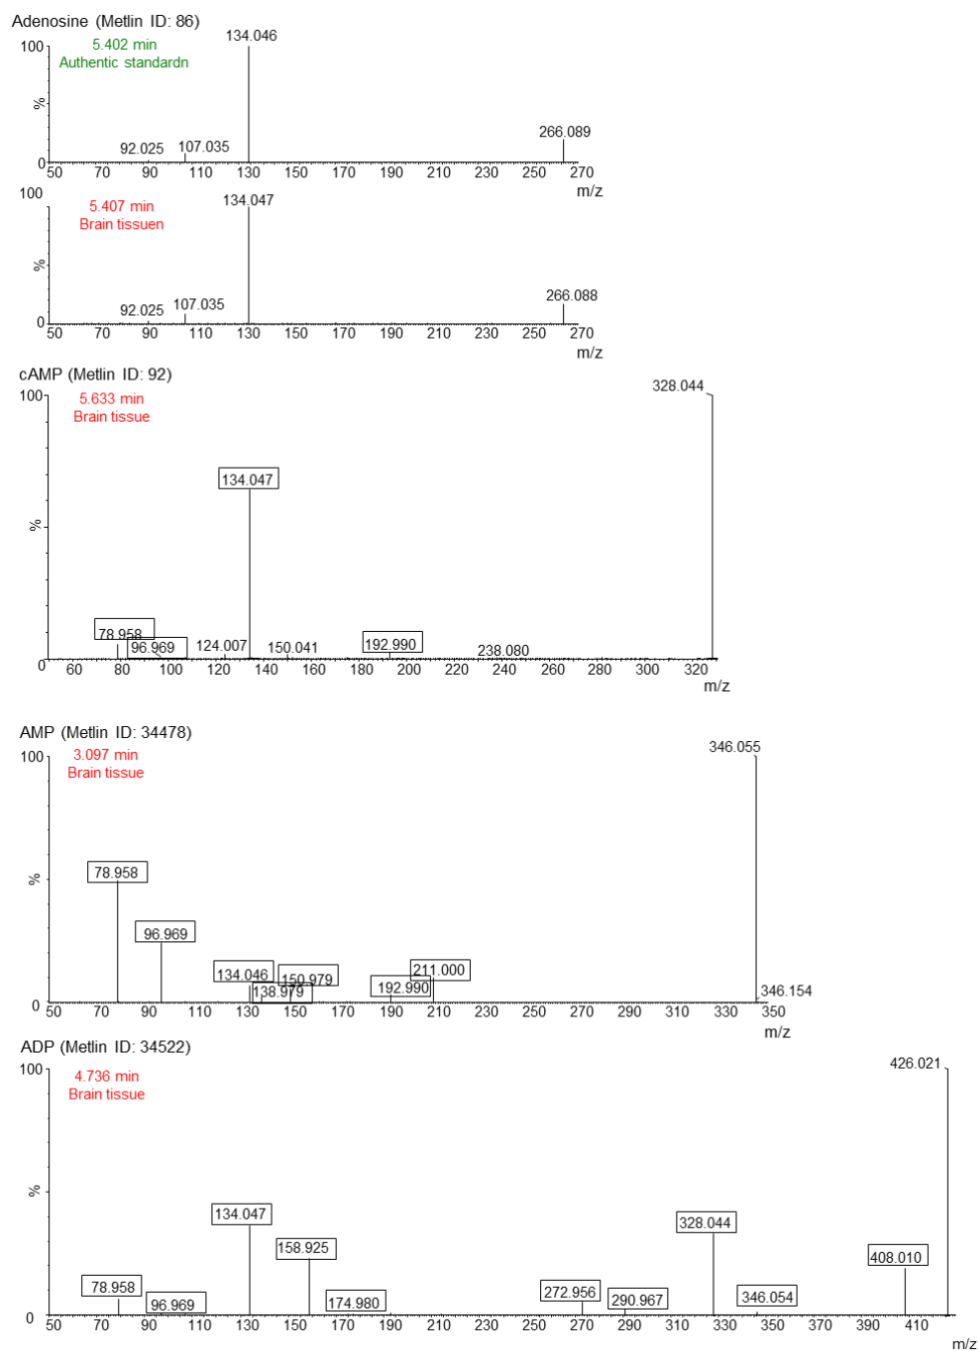 Adenosine (Metlin ID: 86)
5.402 min
Authentic standardn
134.046
100
%
92.025 107.035
266.089
0
50 70 90 110 130 150 170 190 210 230 250 270
m/z
100
5.407 min
Brain tissuen
134.047
%
92.025 107.035
266.088
0
50 70 90 110 130 150 170 190 210 230 250 270
m/z
cAMP (Metlin ID: 92)
100
5.633 min
Brain tissue
328.044
134.047
%
78.958
96.969 124.007 150.041 192.990 238.080
0 60 80 100 120 140 160 180 200 220 240 260 280 300 320
m/z
AMP (Metlin ID: 34478)
100
3.097 min
Brain tissue
346.055
78.958
%
96.969
134.046 150.979 211.000
138.979 192.990 346.154
0
50 70 90 110 130 150 170 190 210 230 250 270 290 310 330 350
m/z
ADP (Metlin ID: 34522)
100
4.736 min
Brain tissue
426.021
%
134.047
328.044
158.925
408.010
78.958
272.956
96.969 174.980 290.967 346.054
0
50 70 90 110 130 150 170 190 210 230 250 270 290 310 330 350 370 390 410
m/z